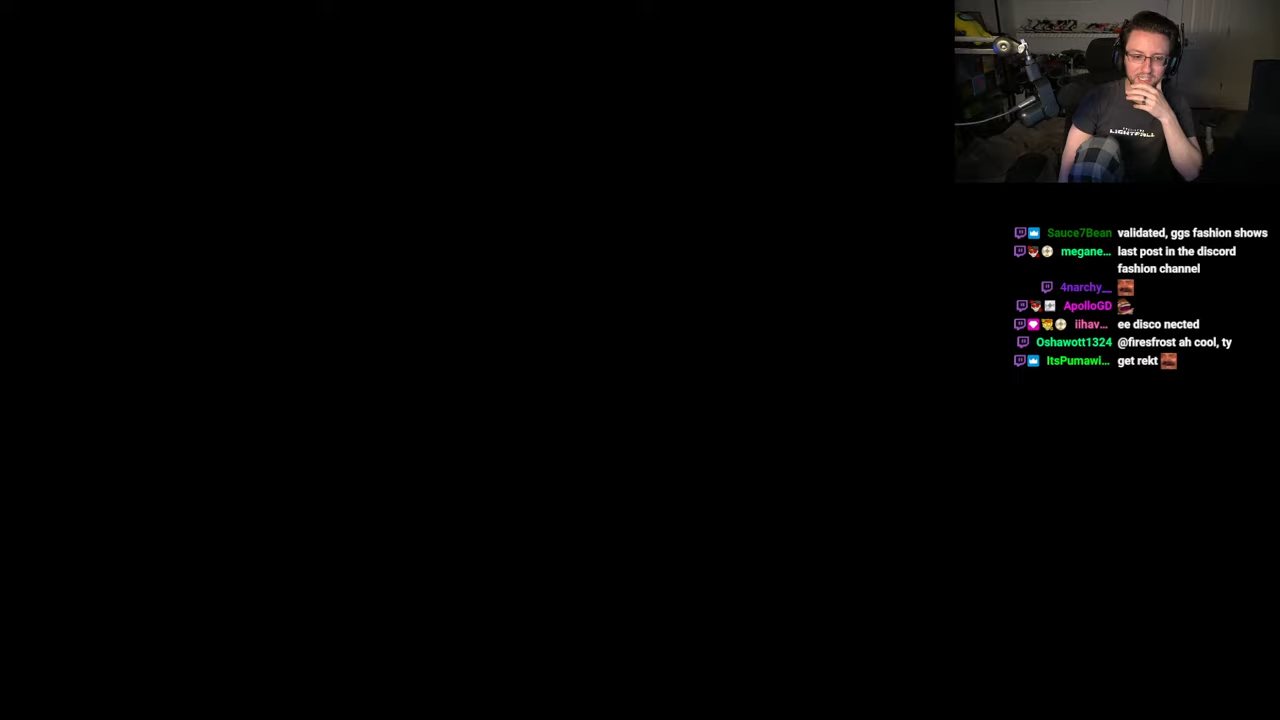 LIGHTFALL
Sauce7Bean validated, ggs fashion shows
megane... last post in the discord
fashion channel
4narchy__
ApolloGD
iihav... ee disco nected
Oshawott1324 @firesfrost ah cool, ty
ItsPumawi... get rekt